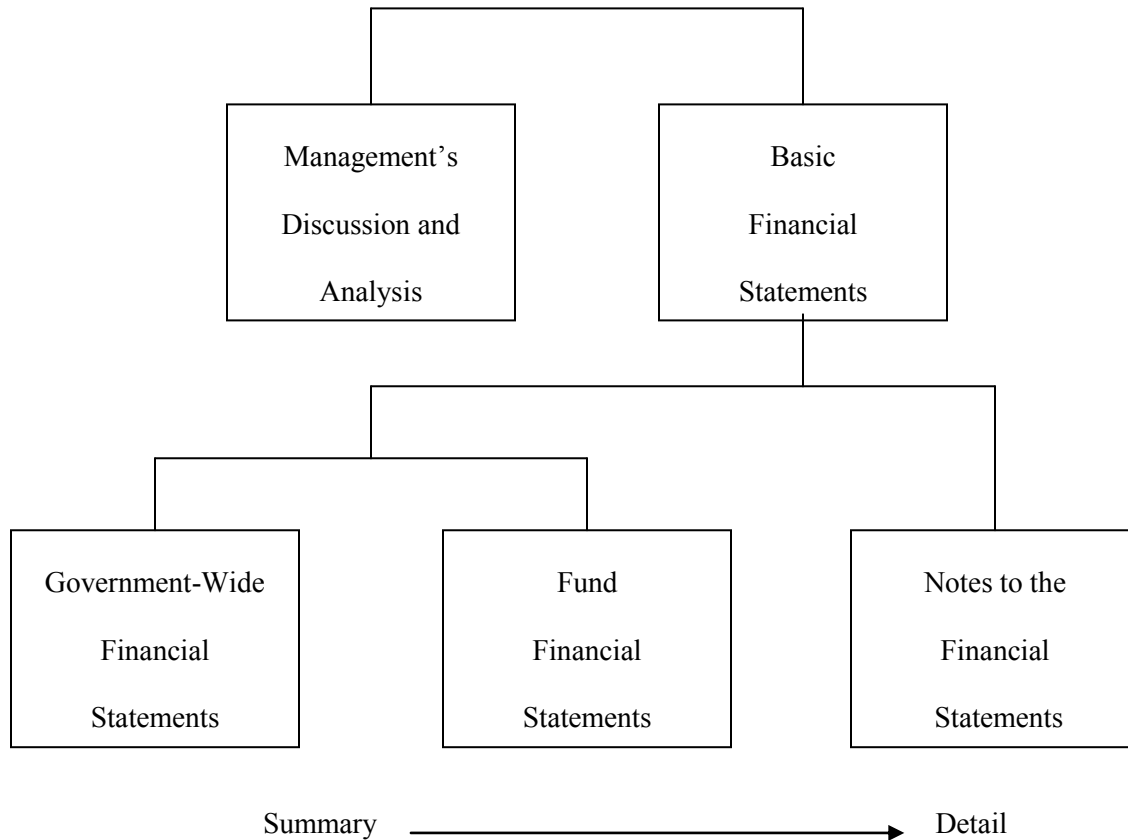 Management’s
Discussion and
Analysis
Basic
Financial
Statements
Government-Wide
Financial
Statements
Fund
Financial
Statements
Notes to the
Financial
Statements
Summary
Detail